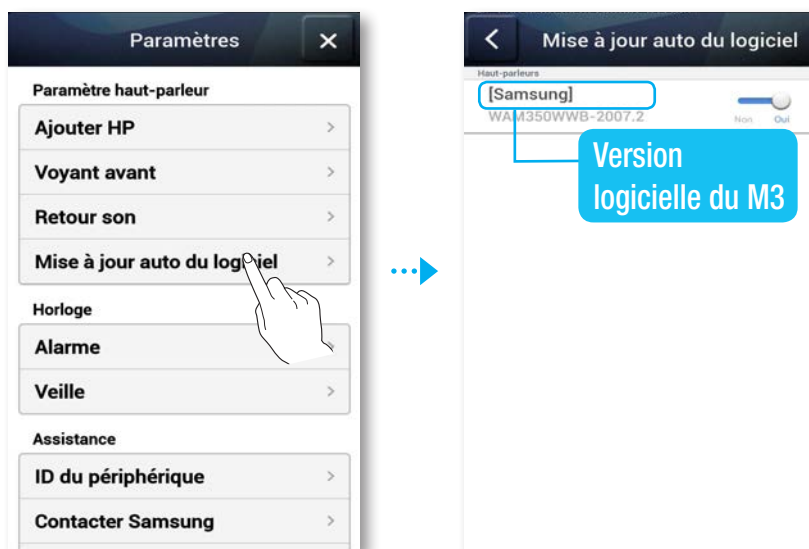 Paramètres
Paramètre haut-parleur
Ajouter HP
Voyant avant
Retour son
Mise à jour auto du logiciel
Horloge
Alarme
Veille
Assistance
ID du périphérique
Contacter Samsung
Mise à jour auto du logiciel
Haut-parleurs
[Samsung]
WAM350WWB-2007.2
Non Oui
Version
logicielle du M3